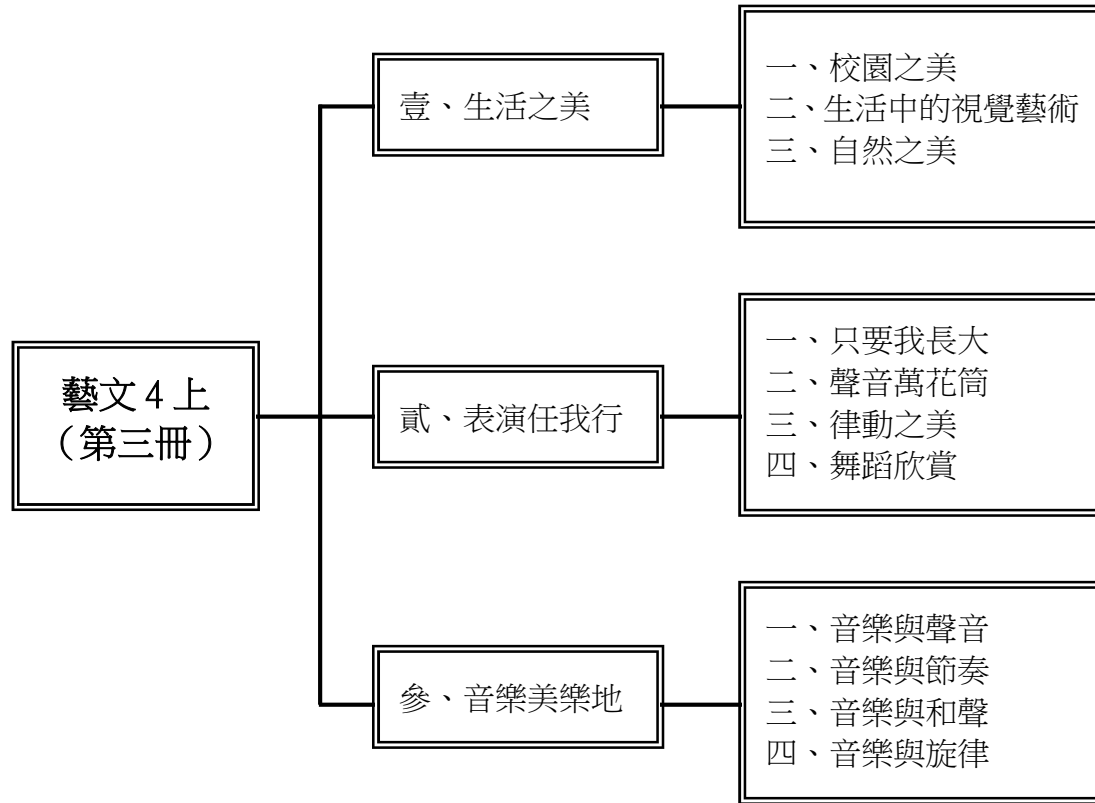 藝文4上
（第三冊）
壹、生活之美
一、校園之美
二、生活中的視覺藝術
三、自然之美
貳、表演任我行
一、只要我長大
二、聲音萬花筒
三、律動之美
四、舞蹈欣賞
參、音樂美樂地
一、音樂與聲音
二、音樂與節奏
三、音樂與和聲
四、音樂與旋律